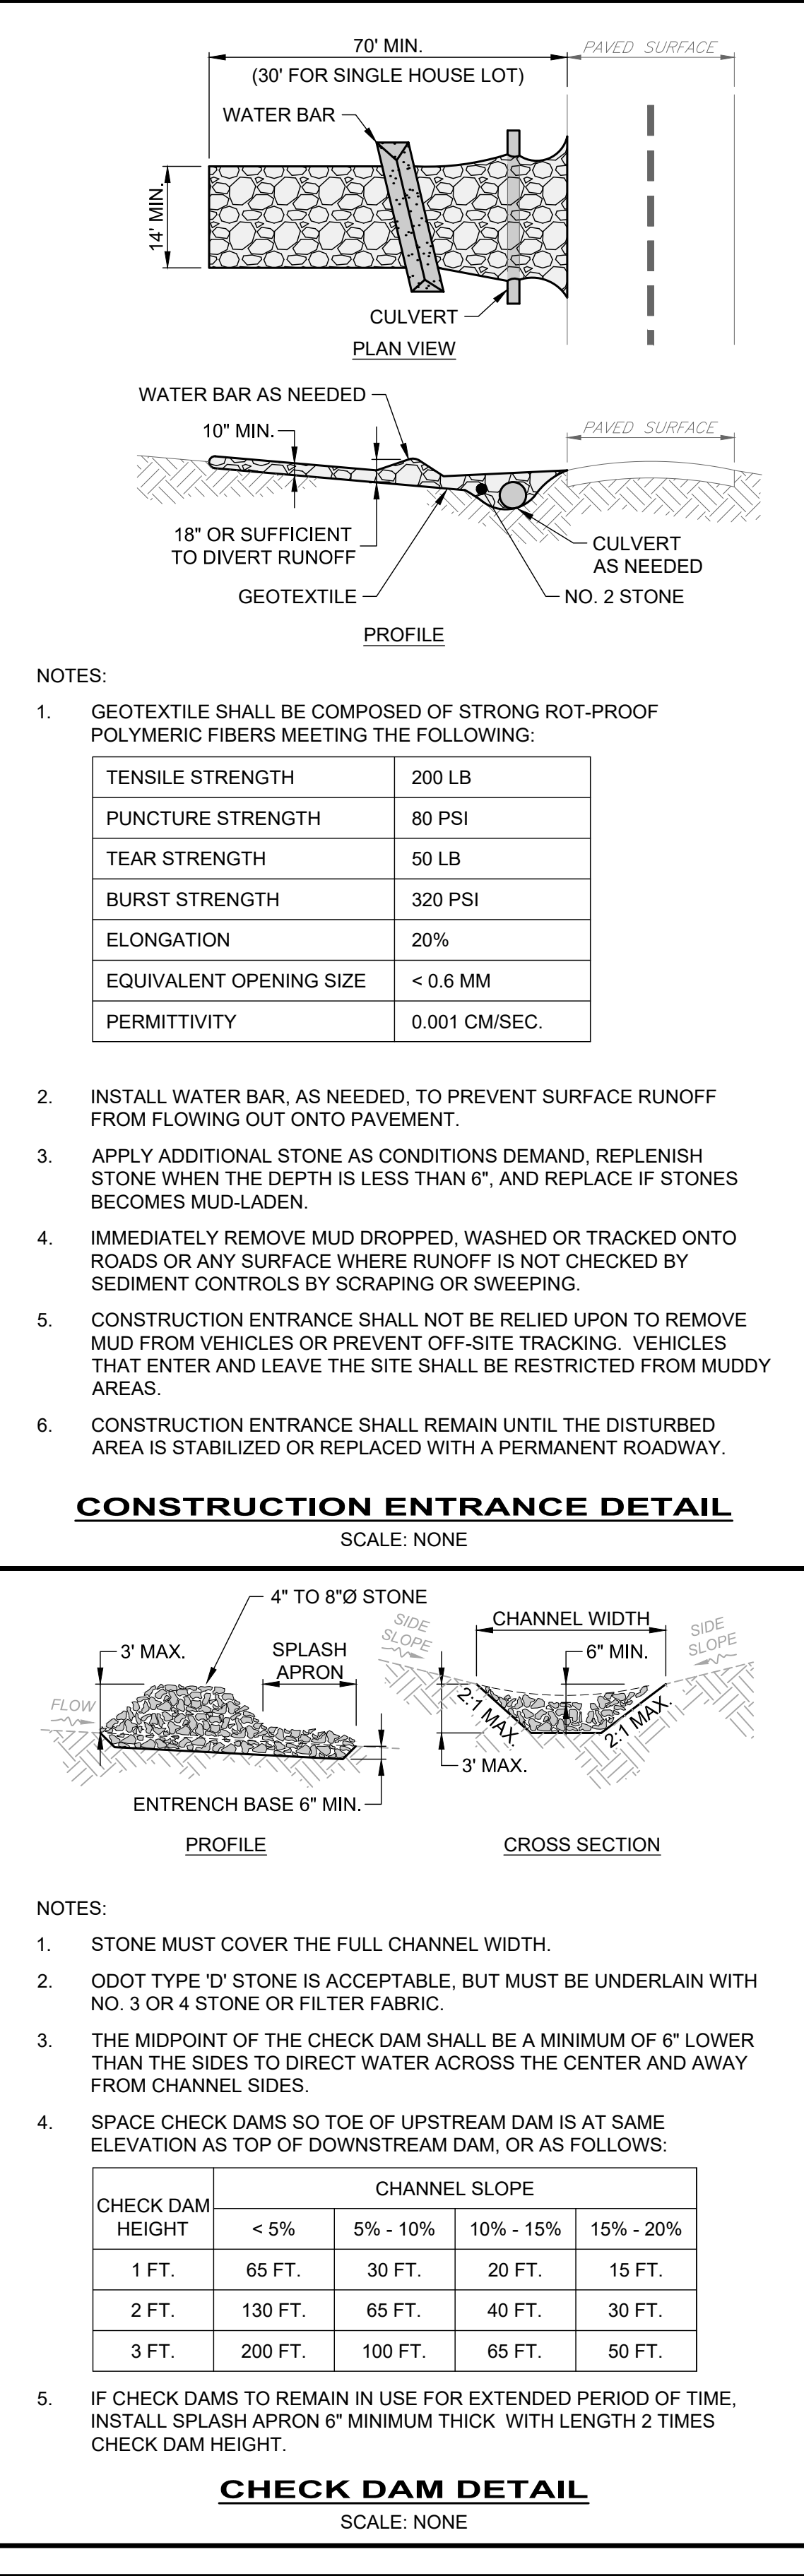 70' MIN.
PAVED SURFACE
(30' FOR SINGLE HOUSE LOT)
WATER BAR
14' MIN.
CULVERT
PLAN VIEW
WATER BAR AS NEEDED
10" MIN.
PAVED SURFACE
18" OR SUFFICIENT
TO DIVERT RUNOFF
CULVERT
AS NEEDED
GEOTEXTILE
NO. 2 STONE
PROFILE
NOTES:
1. GEOTEXTILE SHALL BE COMPOSED OF STRONG ROT-PROOF
POLYMERIC FIBERS MEETING THE FOLLOWING:
TENSILE STRENGTH 200 LB
PUNCTURE STRENGTH 80 PSI
TEAR STRENGTH 50 LB
BURST STRENGTH 320 PSI
ELONGATION 20%
EQUIVALENT OPENING SIZE < 0.6 MM
PERMITTIVITY 0.001 CM/SEC.
2. INSTALL WATER BAR, AS NEEDED, TO PREVENT SURFACE RUNOFF
FROM FLOWING OUT ONTO PAVEMENT.
3. APPLY ADDITIONAL STONE AS CONDITIONS DEMAND, REPLENISH
STONE WHEN THE DEPTH IS LESS THAN 6", AND REPLACE IF STONES
BECOMES MUD-LADEN.
4. IMMEDIATELY REMOVE MUD DROPPED, WASHED OR TRACKED ONTO
ROADS OR ANY SURFACE WHERE RUNOFF IS NOT CHECKED BY
SEDIMENT CONTROLS BY SCRAPING OR SWEEPING.
5. CONSTRUCTION ENTRANCE SHALL NOT BE RELIED UPON TO REMOVE
MUD FROM VEHICLES OR PREVENT OFF-SITE TRACKING. VEHICLES
THAT ENTER AND LEAVE THE SITE SHALL BE RESTRICTED FROM MUDDY
AREAS.
6. CONSTRUCTION ENTRANCE SHALL REMAIN UNTIL THE DISTURBED
AREA IS STABILIZED OR REPLACED WITH A PERMANENT ROADWAY.
CONSTRUCTION ENTRANCE DETAIL
SCALE: NONE
4" TO 8"Ø STONE
3' MAX.
SPLASH
APRON
FLOW
ENTRENCH BASE 6" MIN.
PROFILE
SIDE
SLOPE
CHANNEL WIDTH
SIDE
SLOPE
6" MIN.
2:1 MAX.
2:1 MAX.
3' MAX.
CROSS SECTION
NOTES:
1. STONE MUST COVER THE FULL CHANNEL WIDTH.
2. ODOT TYPE 'D' STONE IS ACCEPTABLE, BUT MUST BE UNDERLAIN WITH
NO. 3 OR 4 STONE OR FILTER FABRIC.
3. THE MIDPOINT OF THE CHECK DAM SHALL BE A MINIMUM OF 6" LOWER
THAN THE SIDES TO DIRECT WATER ACROSS THE CENTER AND AWAY
FROM CHANNEL SIDES.
4. SPACE CHECK DAMS SO TOE OF UPSTREAM DAM IS AT SAME
ELEVATION AS TOP OF DOWNSTREAM DAM, OR AS FOLLOWS:
CHECK DAM
HEIGHT
CHANNEL SLOPE
< 5% 5% - 10% 10% - 15% 15% - 20%
1 FT. 65 FT. 30 FT. 20 FT. 15 FT.
2 FT. 130 FT. 65 FT. 40 FT. 30 FT.
3 FT. 200 FT. 100 FT. 65 FT. 50 FT.
5. IF CHECK DAMS TO REMAIN IN USE FOR EXTENDED PERIOD OF TIME,
INSTALL SPLASH APRON 6" MINIMUM THICK WITH LENGTH 2 TIMES
CHECK DAM HEIGHT.
CHECK DAM DETAIL
SCALE: NONE